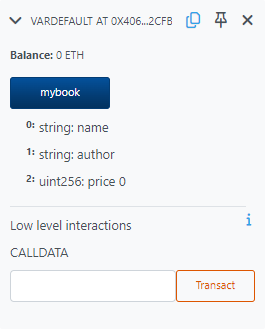 VARDEFAULT AT 0X406...2CFB
Balance: 0 ETH
mybook
0: string: name
1: string: author
2: uint256: price 0
Low level interactions
i
CALLDATA
Transact